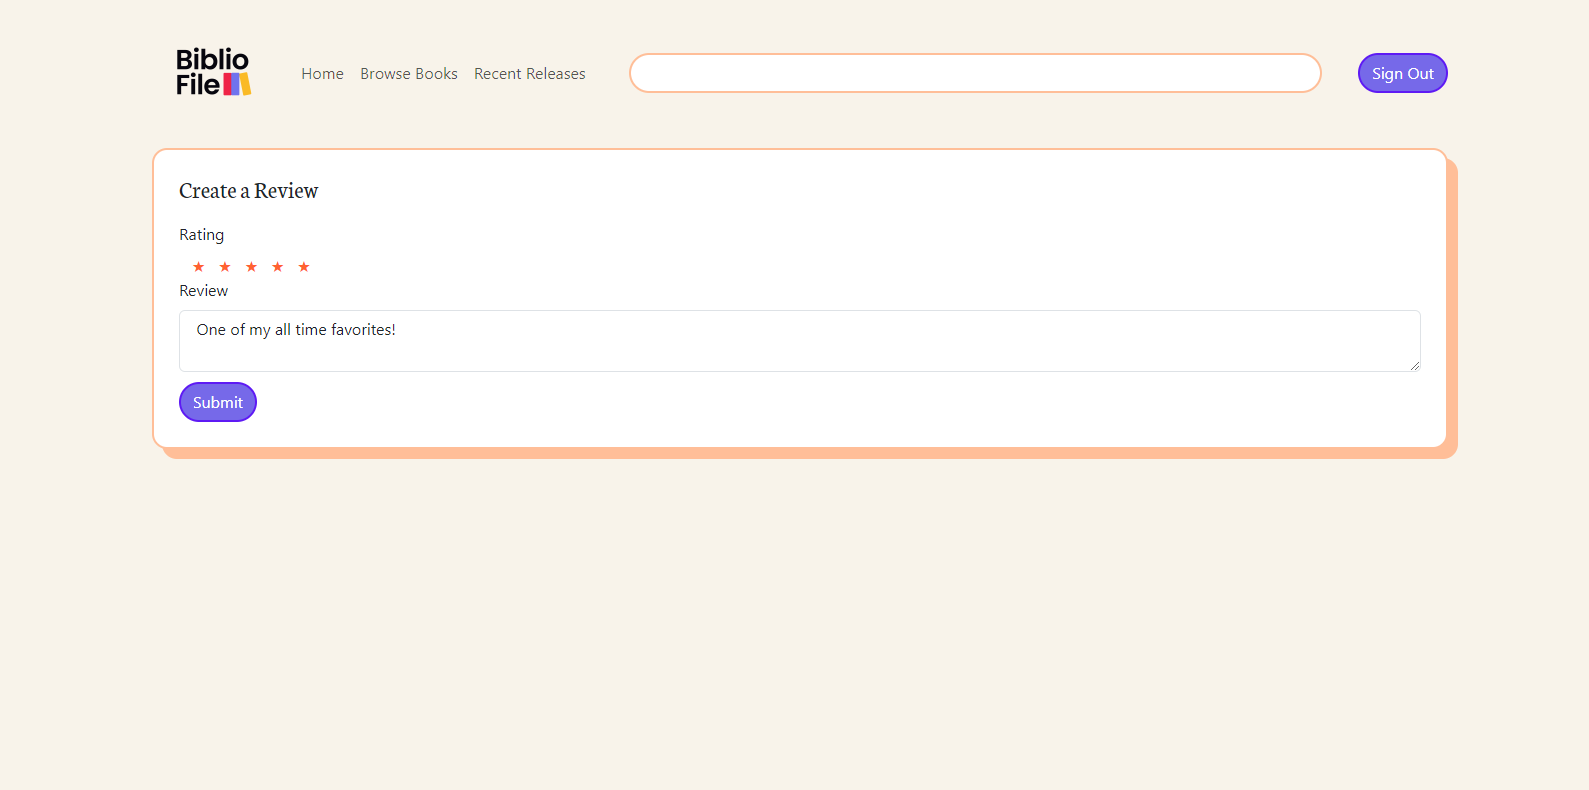 Biblio
File
Home Browse Books Recent Releases
Sign Out
Create a Review
Rating
★ ★ ★ ★ ★
Review
One of my all time favorites!
Submit